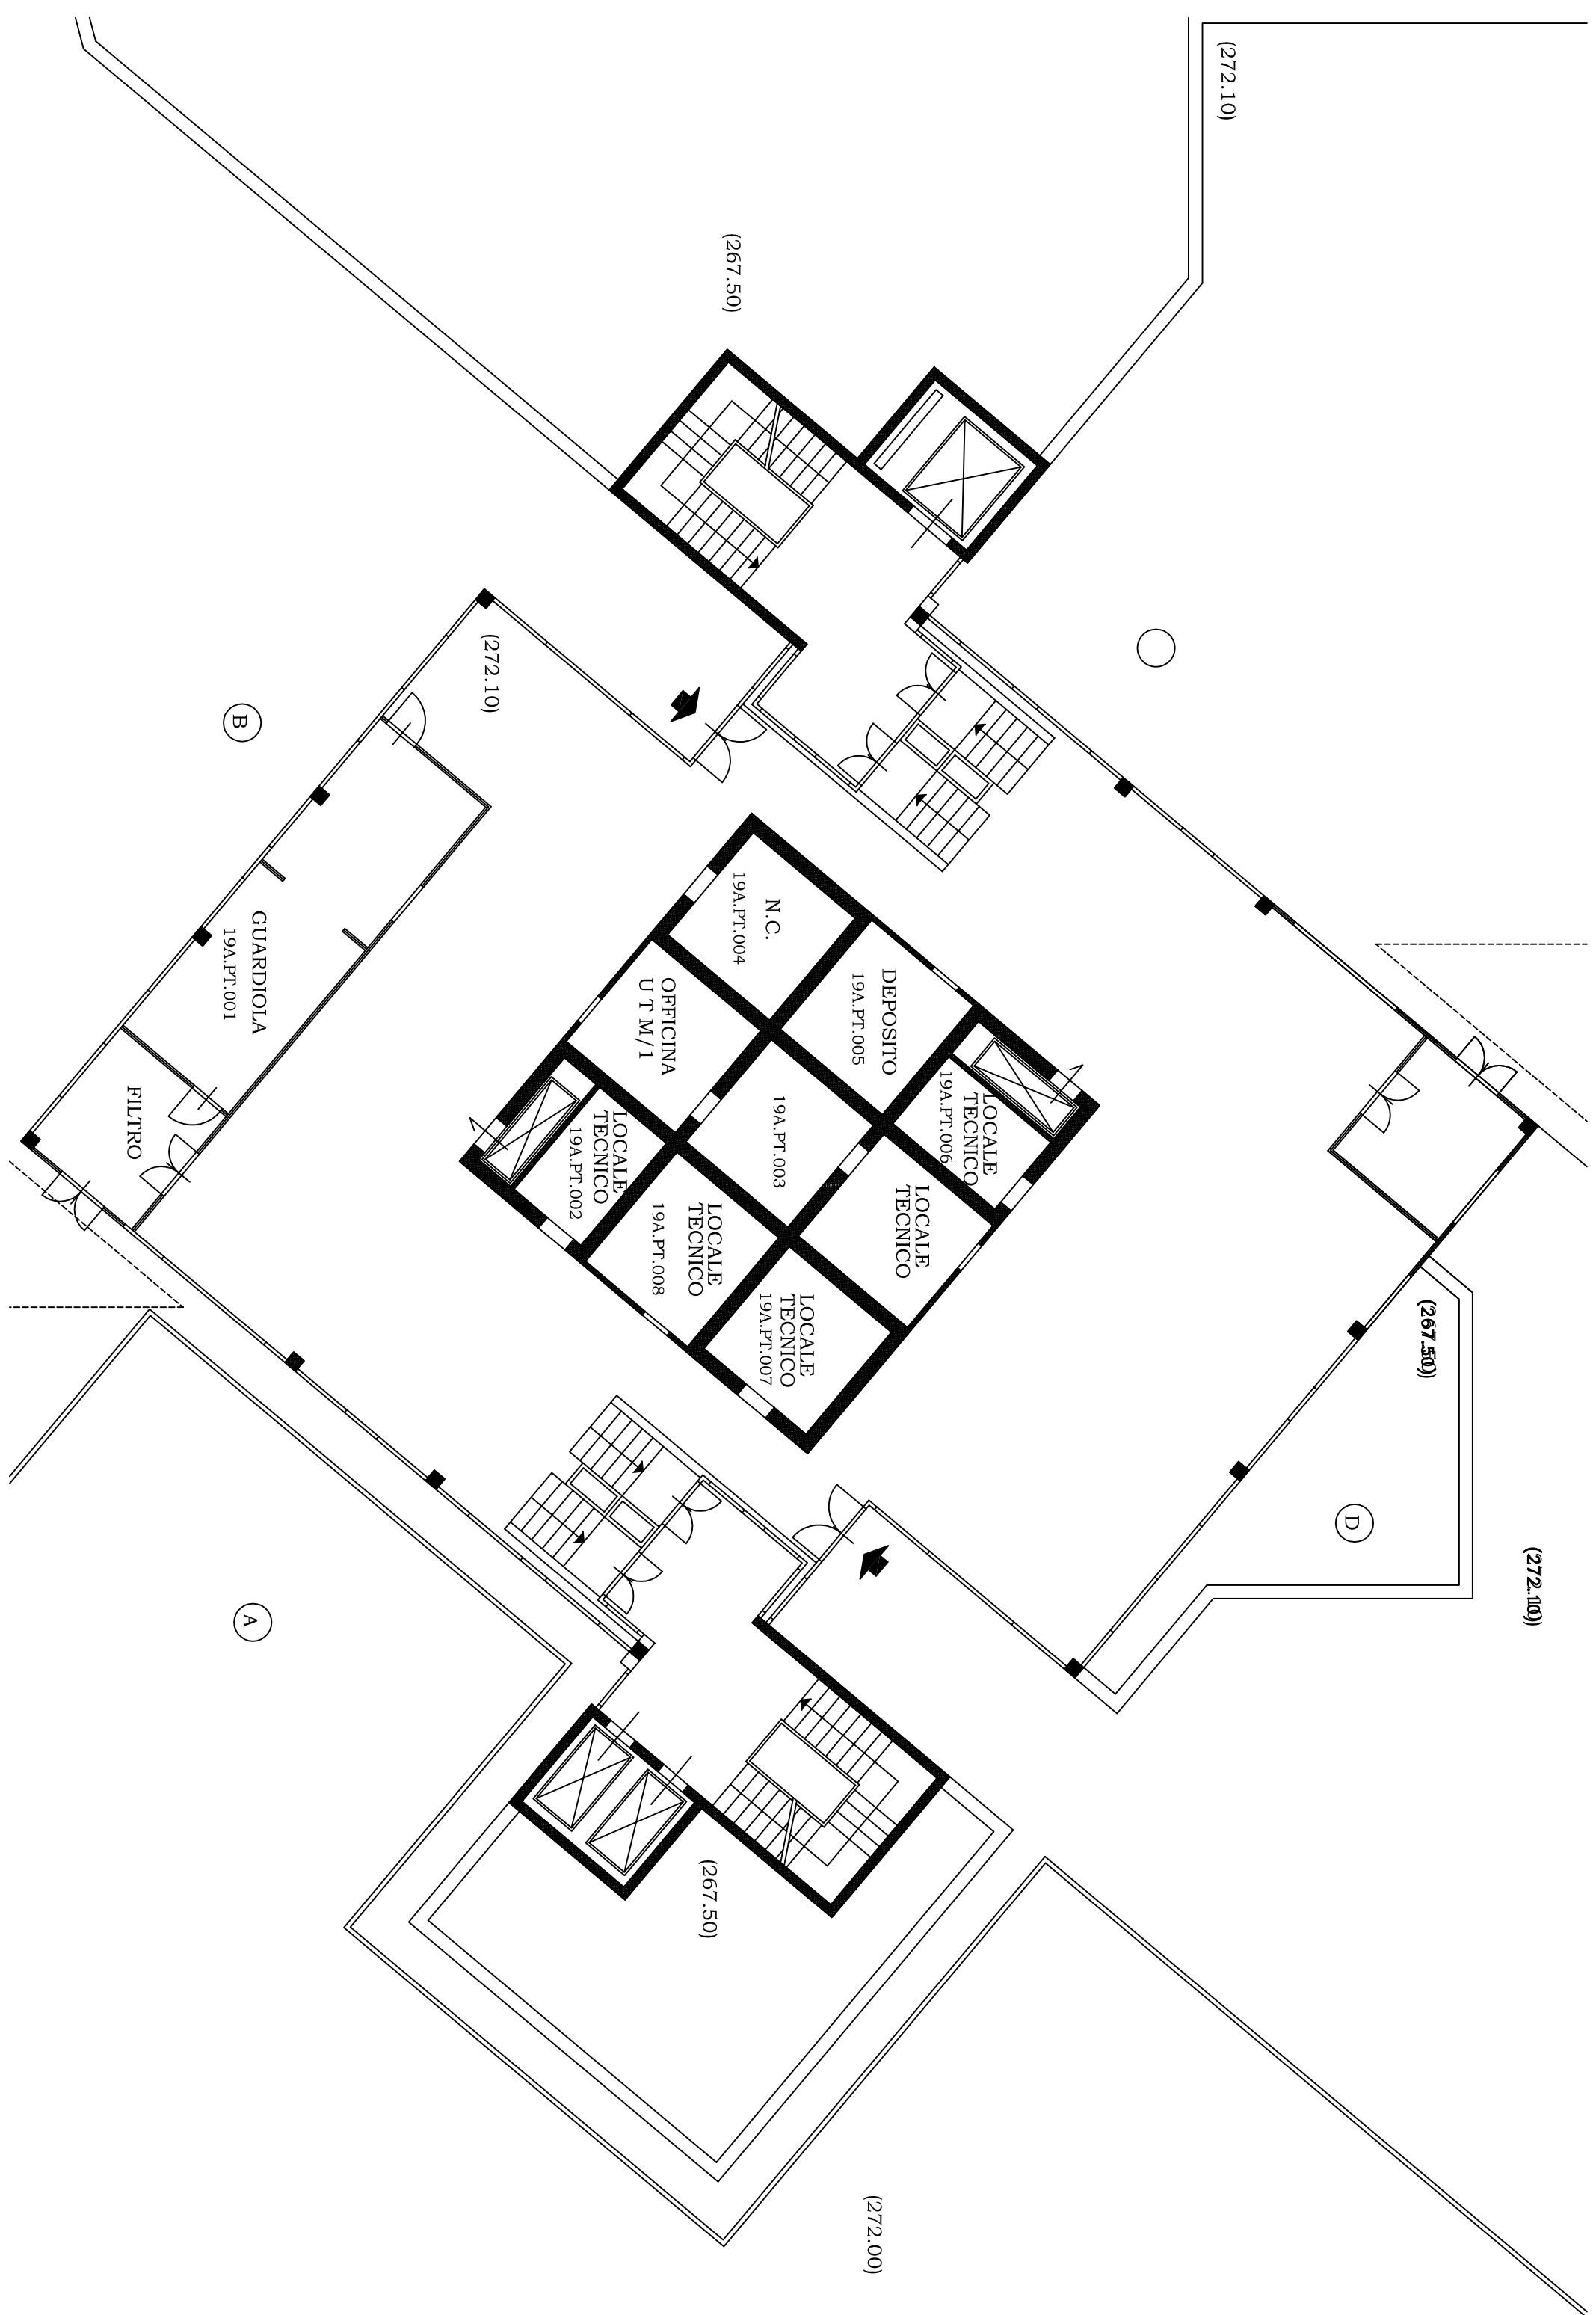 (272.10)
(267.50)
(272.10)
B
N.C.
19A.PT.004
DEPOSITO
19A.PT.005
GUARDIOLA
19A.PT.001
OFFICINA
U T M/1
LOCALE
TECNICO
19A.PT.006
19A.PT.003
FILTRO
LOCALE
TECNICO
19A.PT.002
LOCALE
TECNICO
LOCALE
TECNICO
19A.PT.008
LOCALE
TECNICO
19A.PT.007
(267.50)
D
(272.10)
A
(267.50)
(272.00)